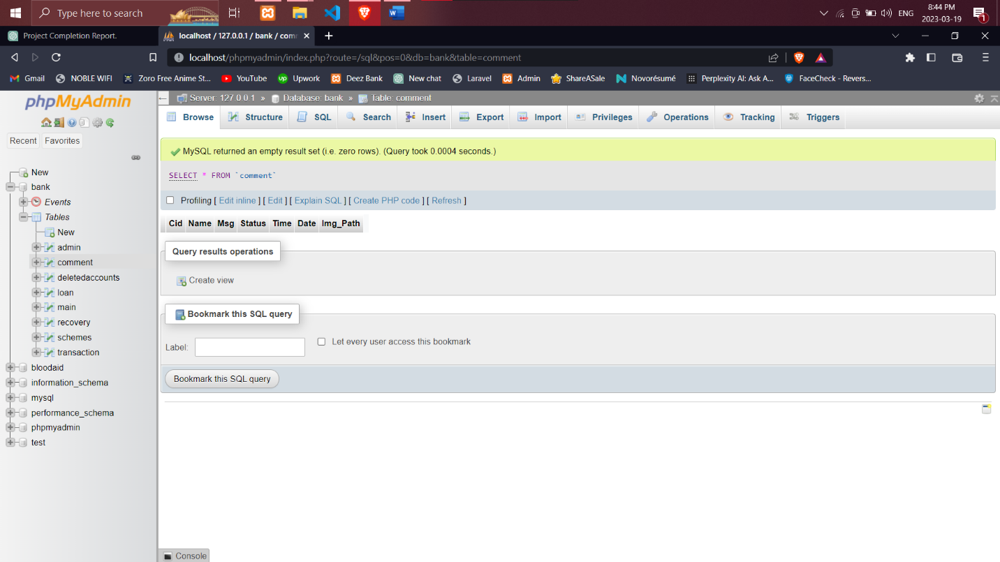 Type here to search
ENG
8:44 PM
2023-03-19
1
Project Completion Report.
localhost / 127.0.0.1 / bank / com
localhost/phpmyadmin/index.php?route=/sql&pos=0&db=bank&table=comment
Gmail
NOBLE WIFI
Zoro Free Anime St...
YouTube
up
Upwork
Deez Bank
New chat
Laravel
Admin
ShareASale
Novorésumé
Perplexity AI: Ask A...
FaceCheck - Revers...
phpMyAdmin
Recent
Favorites
New
bank
Events
Tables
New
admin
comment
deletedaccounts
loan
main
recovery
schemes
transaction
bloodaid
information_schema
mysql
performance_schema
phpmyadmin
test
Server: 127.0.0.1 » Database: bank » Table: comment
Browse
Structure
SQL
Search
Insert
Export
Import
Privileges
Operations
Tracking
Triggers
MySQL returned an empty result set (i.e. zero rows). (Query took 0.0004 seconds.)
SELECT * FROM `comment`
Profiling [ Edit inline ] [ Edit ] [ Explain SQL ] [ Create PHP code ] [ Refresh ]
Cid Name Msg Status Time Date Img_Path
Query results operations
Create view
Bookmark this SQL query
Label:
Let every user access this bookmark
Bookmark this SQL query
Console